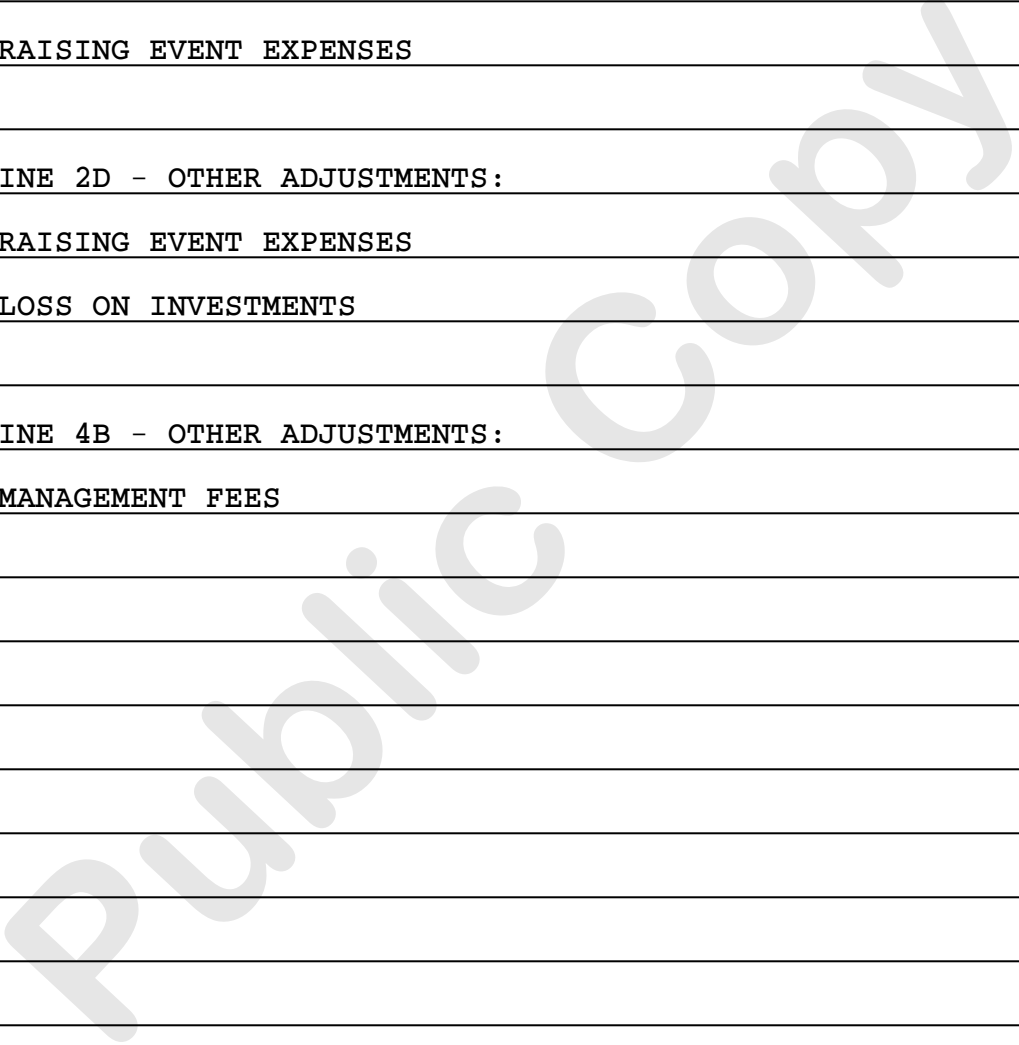 RAISING EVENT EXPENSES
INE 2D - OTHER ADJUSTMENTS:
RAISING EVENT EXPENSES
LOSS ON INVESTMENTS
INE 4B - OTHER ADJUSTMENTS:
MANAGEMENT FEES
Public Copy